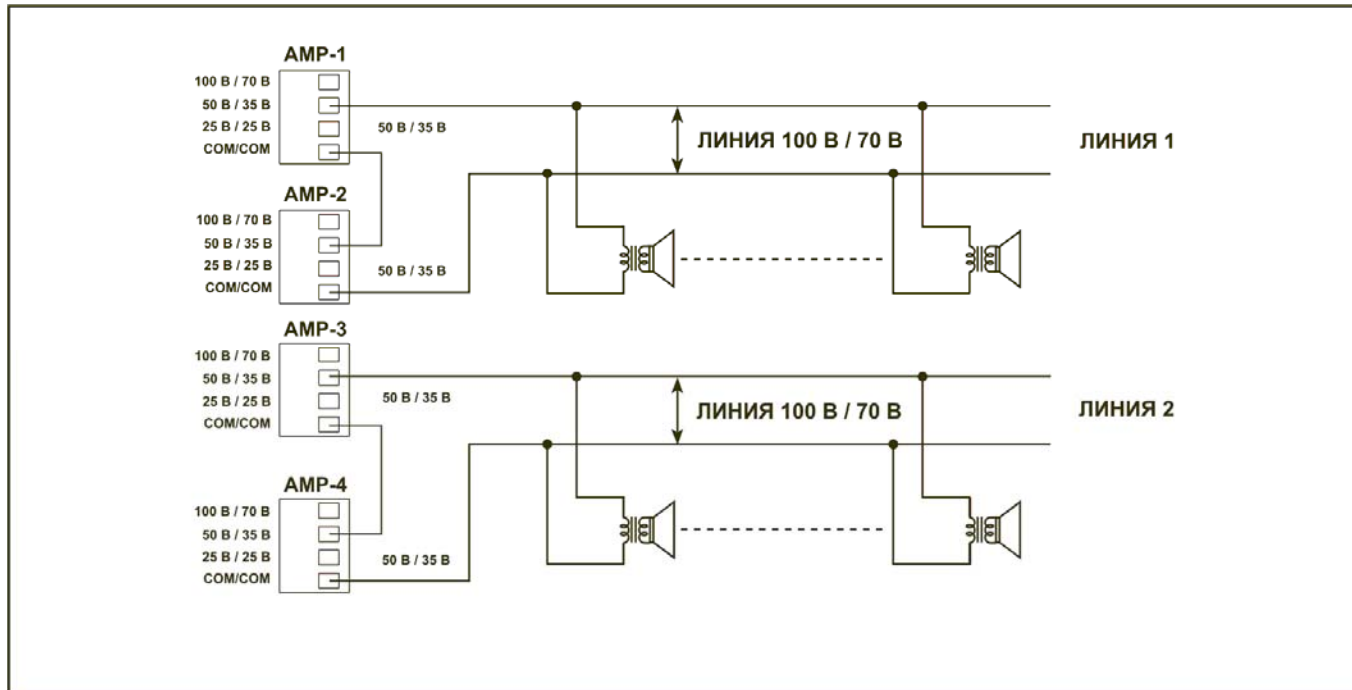 AMP-1
100 В / 70 В
50 В / 35 В
25 В / 25 В
COM/COM
50 В / 35 В
ЛИНИЯ 100 В / 70 В
ЛИНИЯ 1
AMP-2
100 В / 70 В
50 В / 35 В
25 В / 25 В
COM/COM
50 В / 35 В
AMP-3
100 В / 70 В
50 В / 35 В
25 В / 25 В
COM/COM
50 В / 35 В
ЛИНИЯ 100 В / 70 В
ЛИНИЯ 2
AMP-4
100 В / 70 В
50 В / 35 В
25 В / 25 В
COM/COM
50 В / 35 В